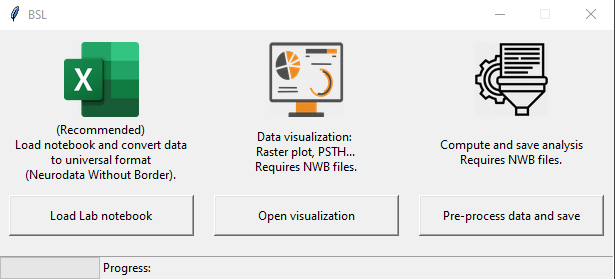 BSL
X
(Recommended)
Load notebook and convert data
to universal format
(Neurodata Without Border).
Data visualization:
Raster plot, PSTH...
Requires NWB files.
Compute and save analysis
Requires NWB files.
Load Lab notebook
Open visualization
Pre-process data and save
Progress: